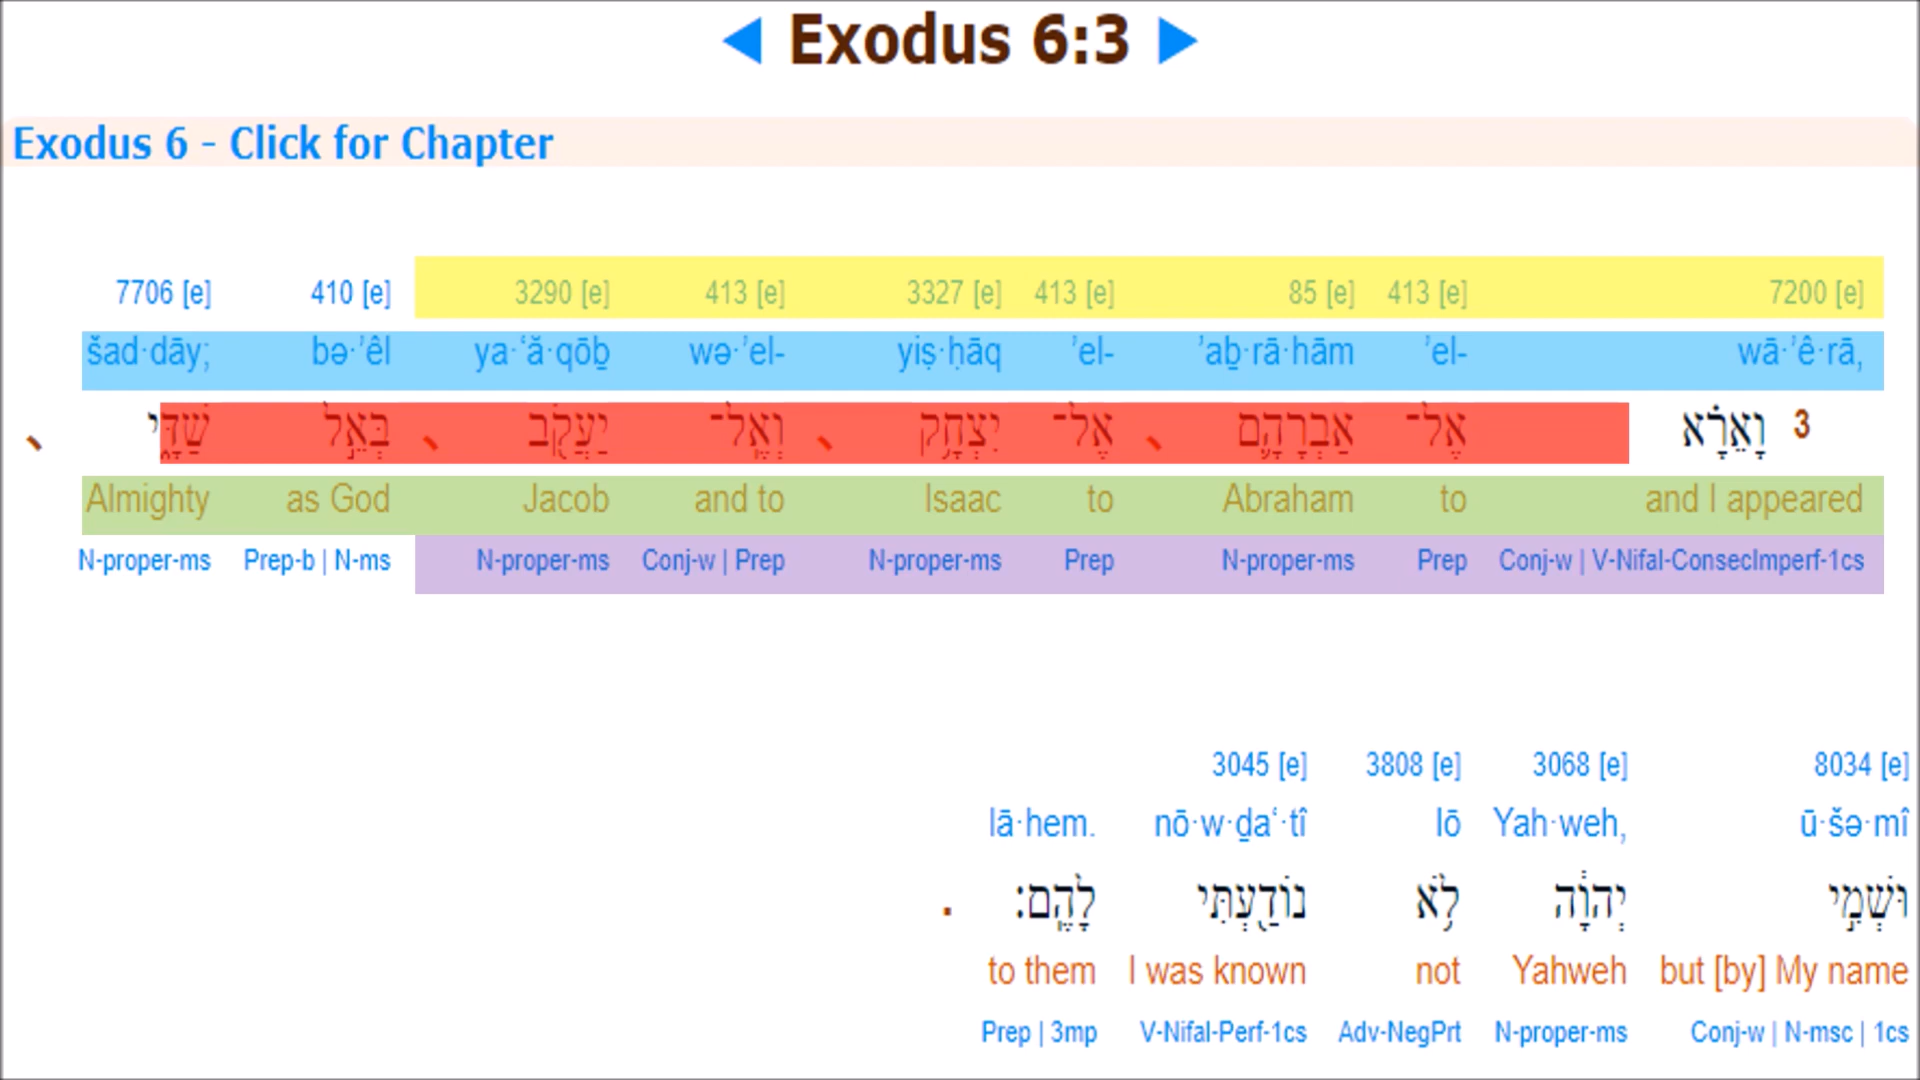 Exodus 6:3
Exodus 6 - Click for Chapter
7706 [e] 410 [e] 3290 [e] 413 [e] 3327 [e] 413 [e] 85 [e] 413 [e] 7200 [e]
šad·dāy; bə·’êl ya·‘ă·qōḇ wə·’el- yiṣ·ḥāq ’el- ’aḇ·rā·hām ’el- wā·’ê·rā,
3 וָאֵרָ֗א אֶל־ אַבְרָהָ֛ם אֶל־ יִצְחָ֥ק וְאֶֽל־ יַעֲקֹ֖ב בְּאֵ֣ל שַׁדָּ֑י
Almighty as God Jacob and to Isaac to Abraham to and I appeared
N-proper-ms Prep-b | N-ms N-proper-ms Conj-w | Prep N-proper-ms Prep N-proper-ms Prep Conj-w | V-Nifal-ConsecImperf-1cs
3045 [e] 3808 [e] 3068 [e] 8034 [e]
lā·hem. nō·w·ḏa‘·tî lō Yah·weh, ū·šə·mî
וּשְׁמִ֣י יְהוָ֔ה לֹ֥א נוֹדַ֖עְתִּי לָהֶֽם׃ .
to them I was known not Yahweh but [by] My name
Prep | 3mp V-Nifal-Perf-1cs Adv-NegPrt N-proper-ms Conj-w | N-msc | 1cs